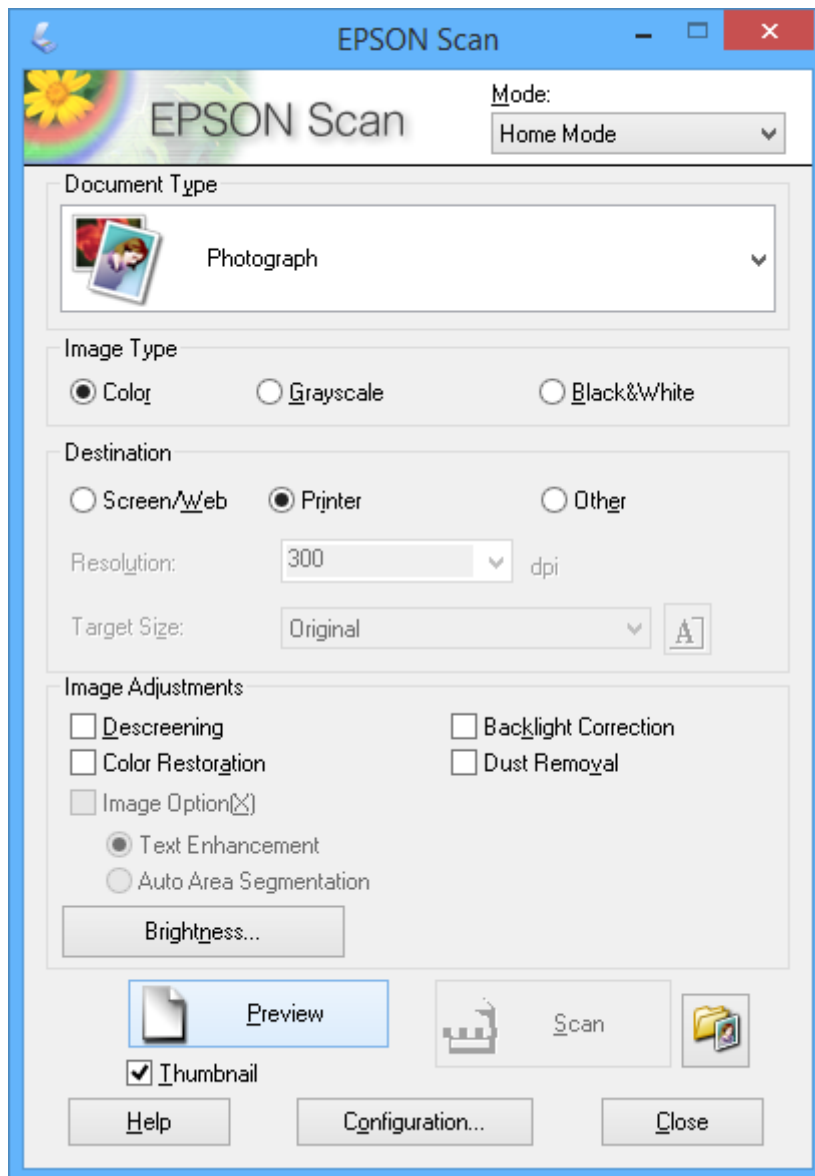 EPSON Scan
EPSON Scan
Mode:
Home Mode
Document Type
Photograph
Image Type
Color Grayscale Black&White
Destination
Screen/Web Printer Other
Resolution: 300 dpi
Target Size: Original A
Image Adjustments
Descreening Backlight Correction
Color Restoration Dust Removal
Image Option(X)
Text Enhancement
Auto Area Segmentation
Brightness...
Preview Scan
Thumbnail
Help Configuration... Close